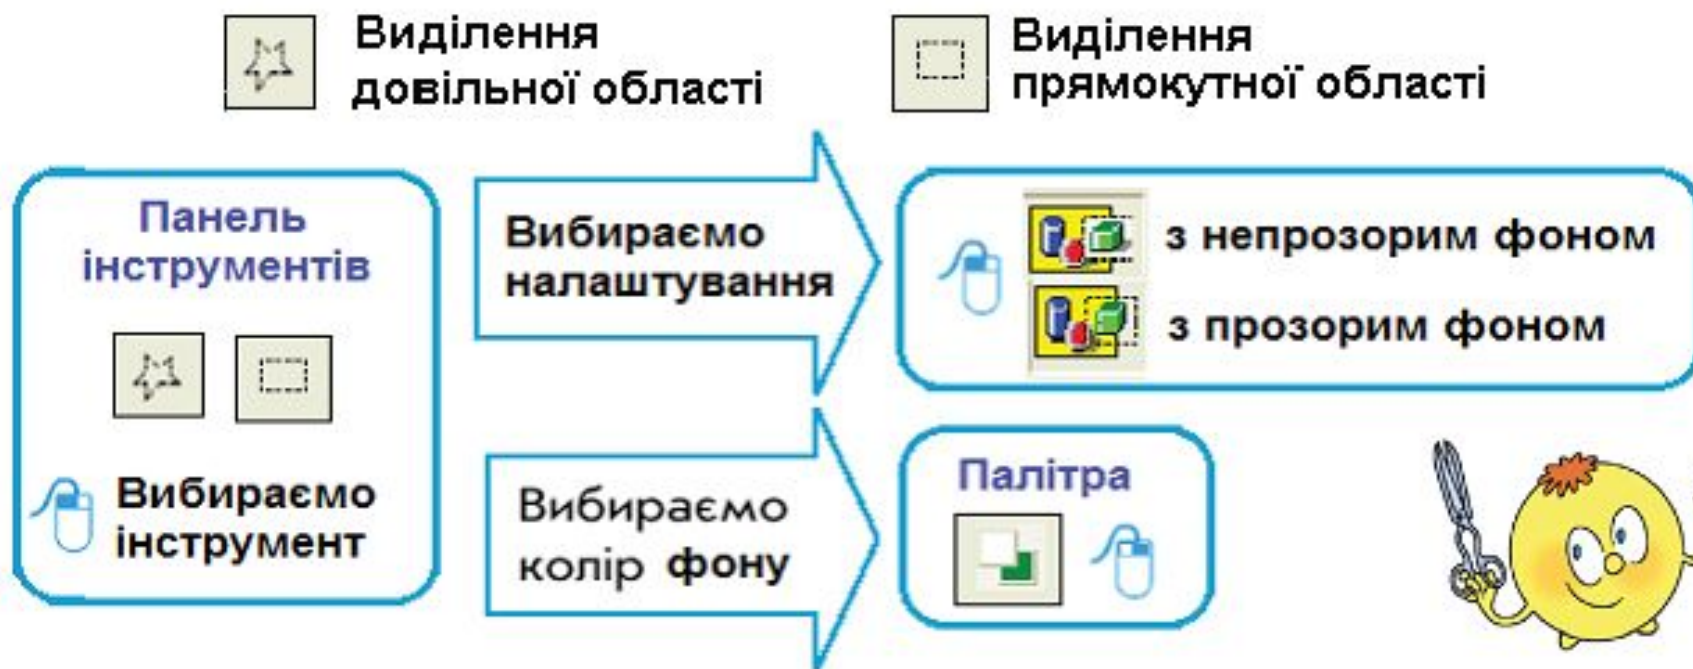 Виділення
довільної області
Виділення
прямокутної області
Панель
інструментів
Вибираємо
інструмент
Вибираємо
налаштування
з непрозорим фоном
з прозорим фоном
Вибираємо
колір фону
Палітра